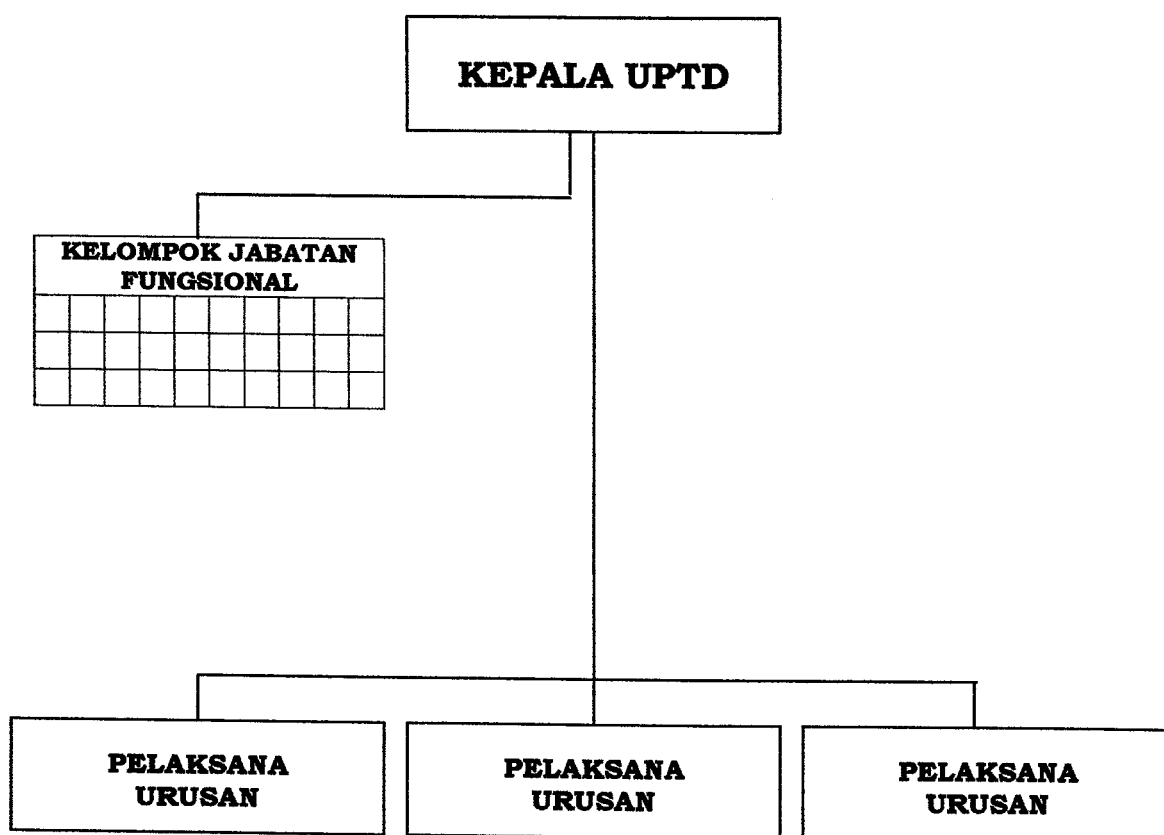 KEPALA UPTD
KELOMPOK JABATAN
FUNGSIONAL
PELAKSANA
URUSAN
PELAKSANA
URUSAN
PELAKSANA
URUSAN